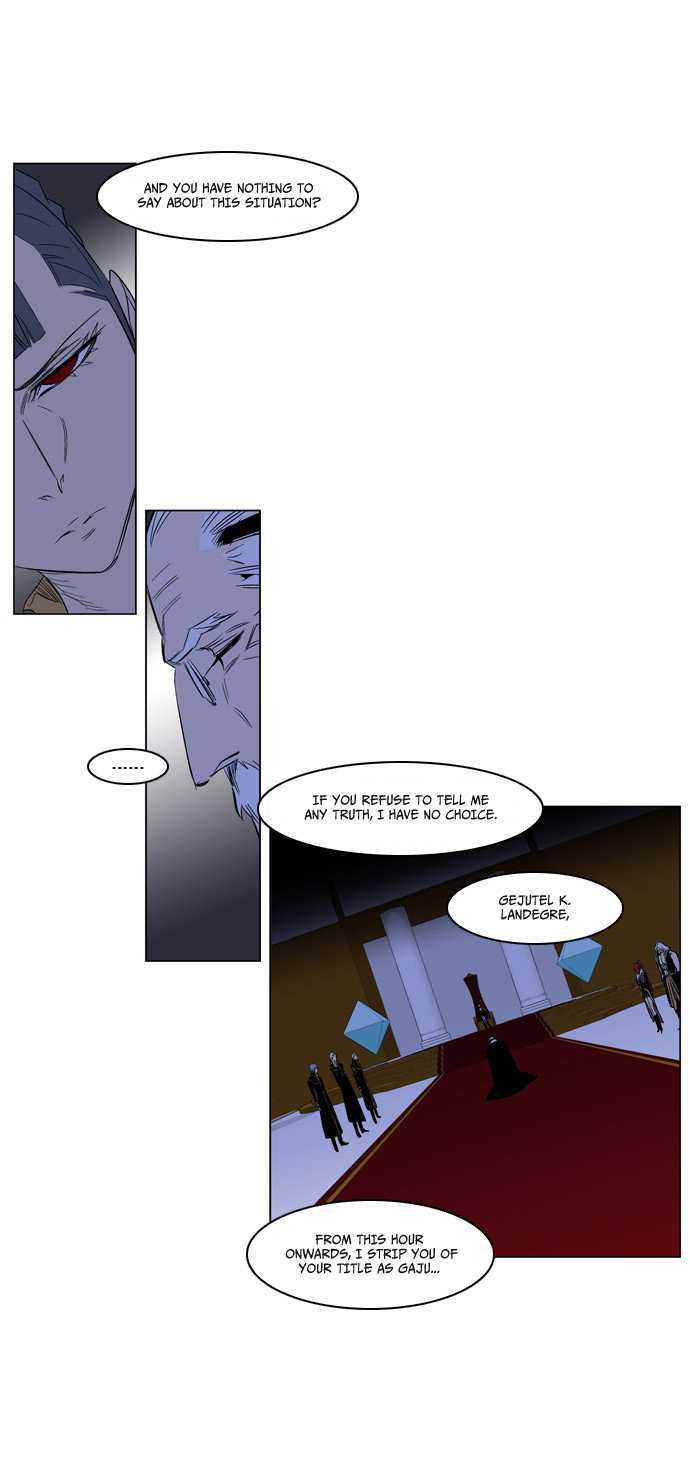 AND YOU HAVE NOTHING TO
SAY ABOUT THIS SITUATION?
------
IF YOU REFUSE TO TELL ME
ANY TRUTH, I HAVE NO CHOICE.
GEJUTEL K.
LANDEGRE,
FROM THIS HOUR
ONWARDS, I STRIP YOU OF
YOUR TITLE AS GAJU...